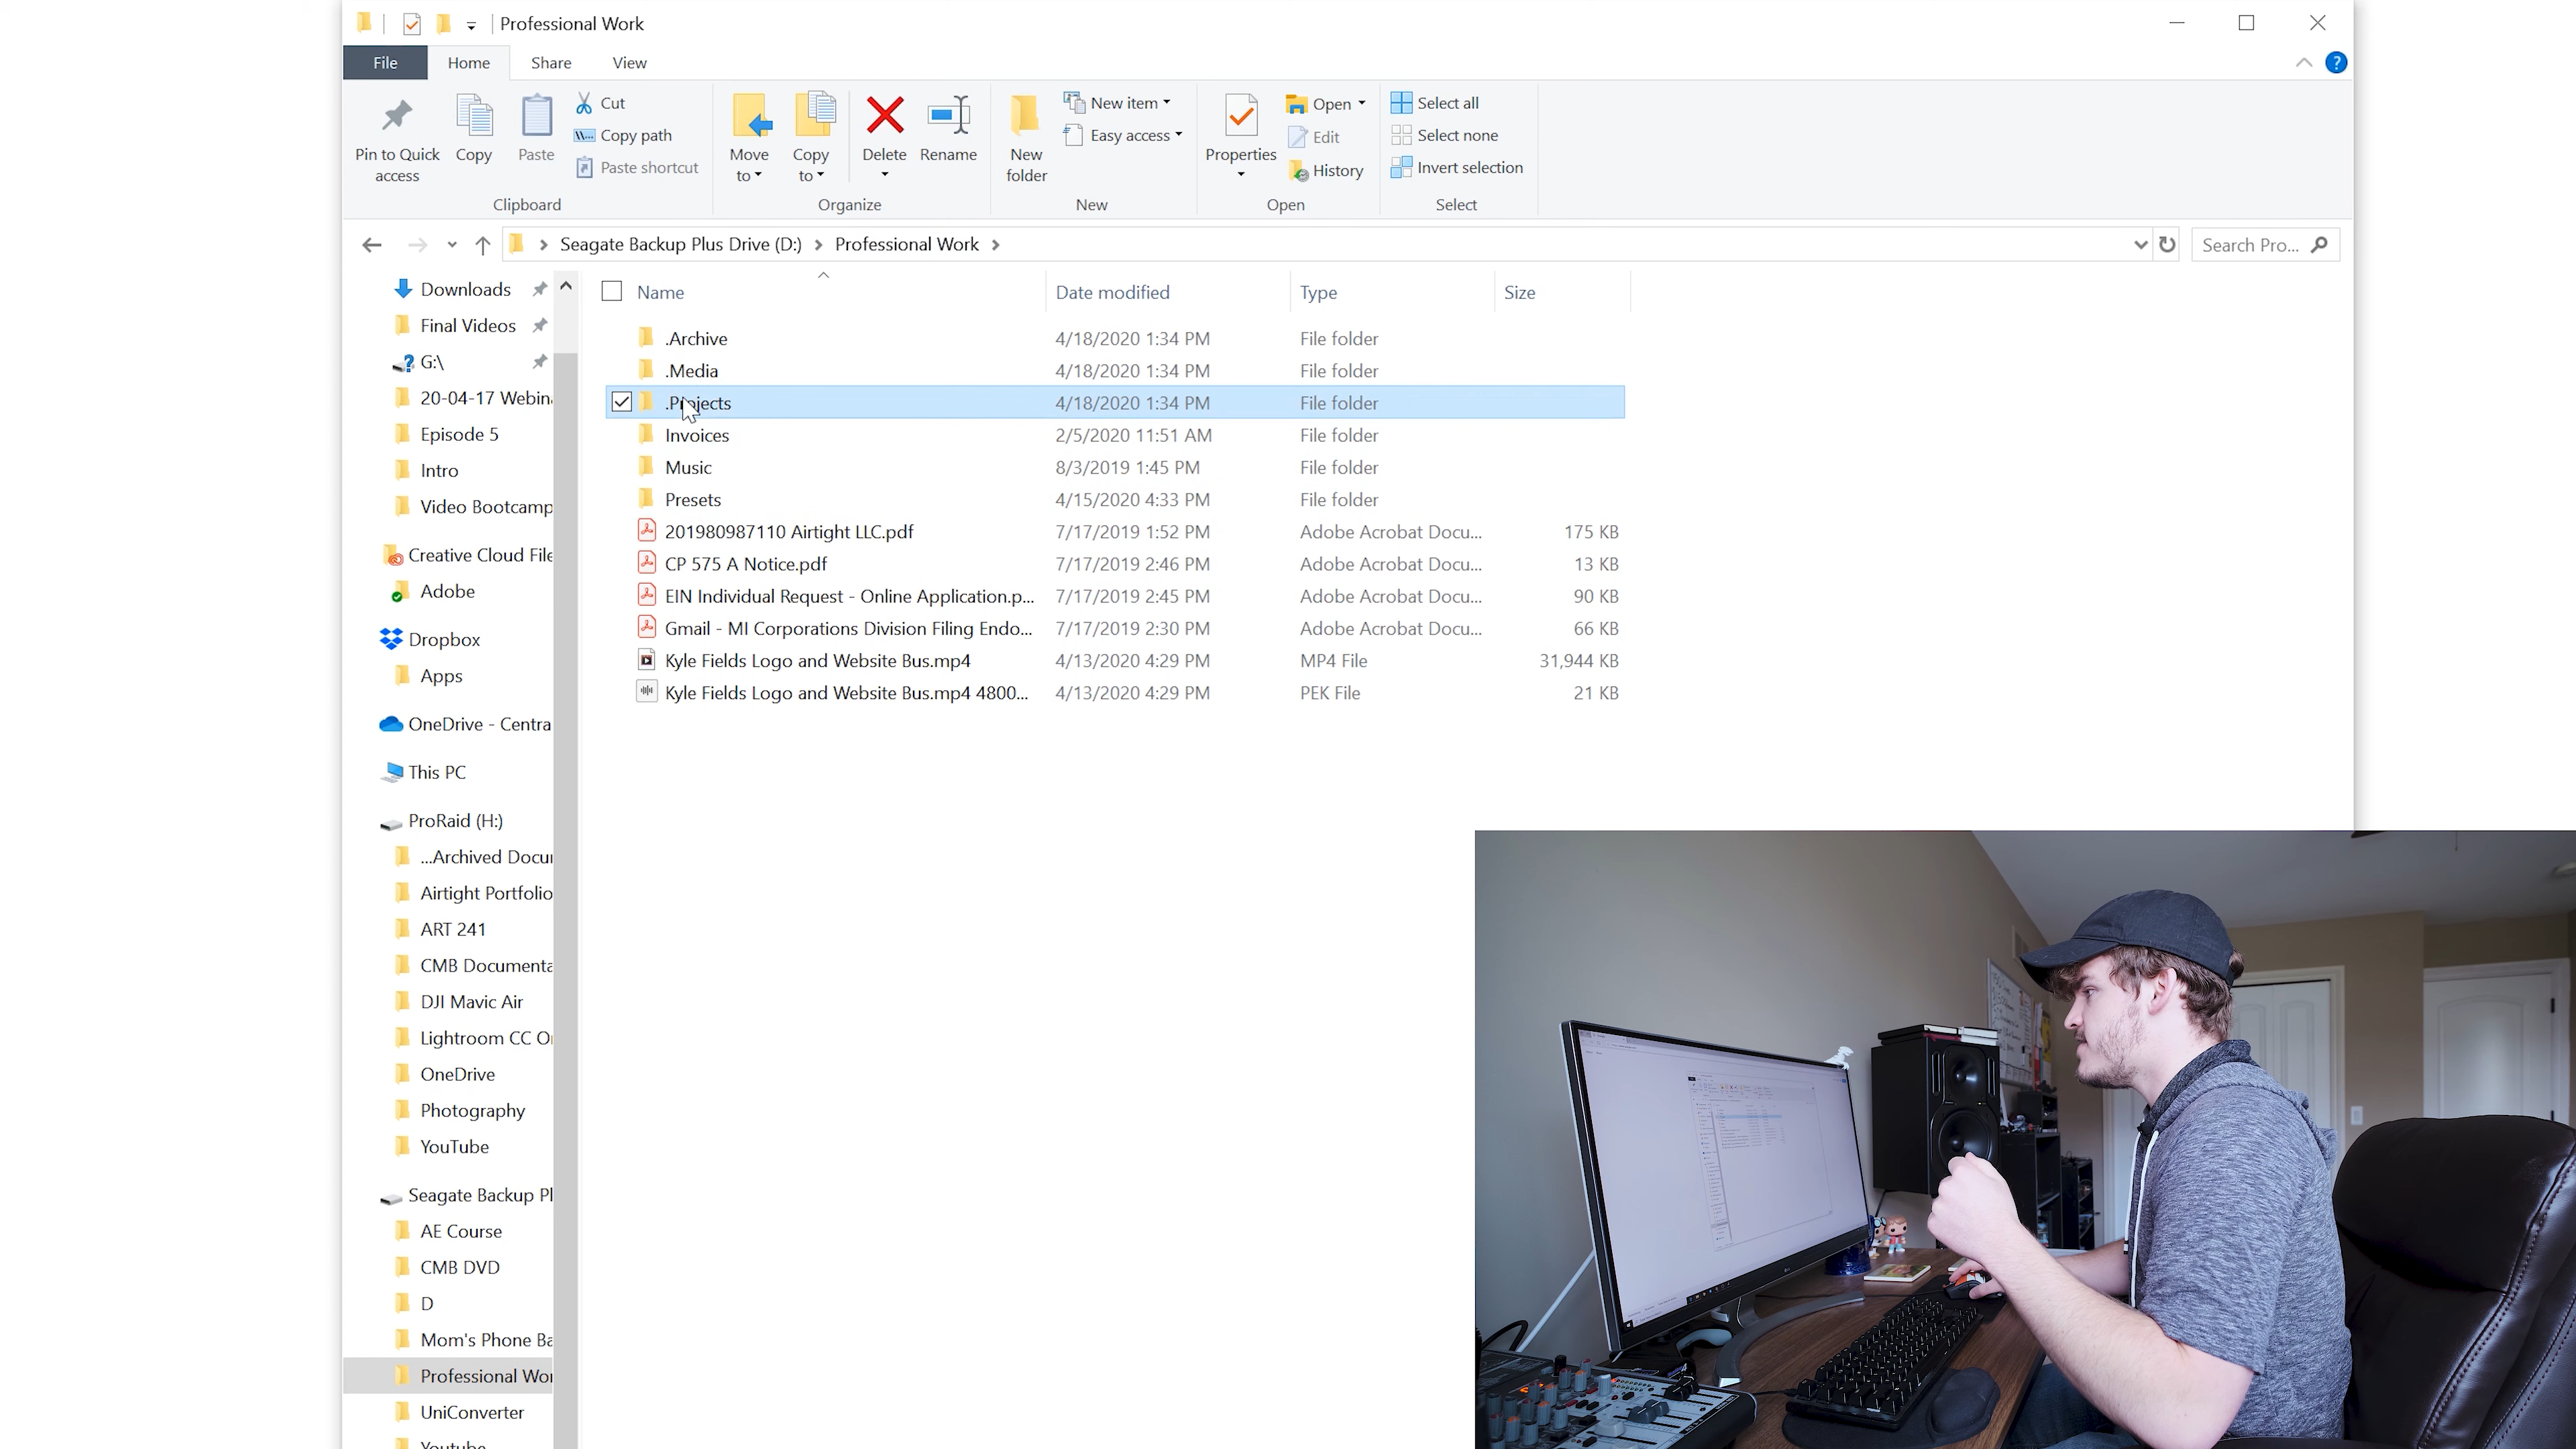 Professional Work
File
Home
Share
View
?
Pin to Quick
access
Copy
Paste
Cut
Copy path
Paste shortcut
Clipboard
Move
to
Copy
to
Delete
Rename
Organize
New
folder
New item
Easy access
New
Properties
Open
Edit
History
Open
Select all
Select none
Invert selection
Select
Seagate Backup Plus Drive (D:)
Professional Work
Search Pro...
Downloads
Final Videos
G:\
20-04-17 Webin
Episode 5
Intro
Video Bootcamp
Creative Cloud File
Adobe
Dropbox
Apps
OneDrive - Centra
This PC
ProRaid (H:)
...Archived Docu
Airtight Portfolio
ART 241
CMB Documenta
DJI Mavic Air
Lightroom CC O
OneDrive
Photography
YouTube
Seagate Backup Pl
AE Course
CMB DVD
D
Mom's Phone Ba
Professional Wor
UniConverter
Youtube
Name Date modified Type Size
.Archive 4/18/2020 1:34 PM File folder
.Media 4/18/2020 1:34 PM File folder
.Projects 4/18/2020 1:34 PM File folder
Invoices 2/5/2020 11:51 AM File folder
Music 8/3/2019 1:45 PM File folder
Presets 4/15/2020 4:33 PM File folder
201980987110 Airtight LLC.pdf 7/17/2019 1:52 PM Adobe Acrobat Docu... 175 KB
CP 575 A Notice.pdf 7/17/2019 2:46 PM Adobe Acrobat Docu... 13 KB
EIN Individual Request - Online Application.p... 7/17/2019 2:45 PM Adobe Acrobat Docu... 90 KB
Gmail - MI Corporations Division Filing Endo... 7/17/2019 2:30 PM Adobe Acrobat Docu... 66 KB
Kyle Fields Logo and Website Bus.mp4 4/13/2020 4:29 PM MP4 File 31,944 KB
Kyle Fields Logo and Website Bus.mp4 4800... 4/13/2020 4:29 PM PEK File 21 KB